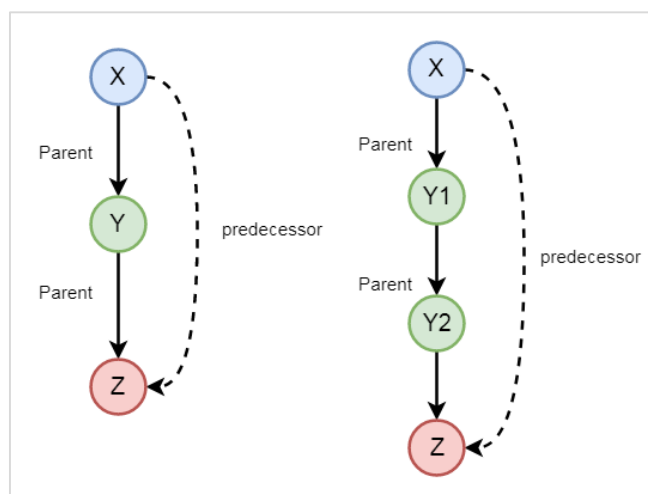 X
Parent
Y
predecessor
Parent
Z
X
Parent
Y1
predecessor
Parent
Y2
Z